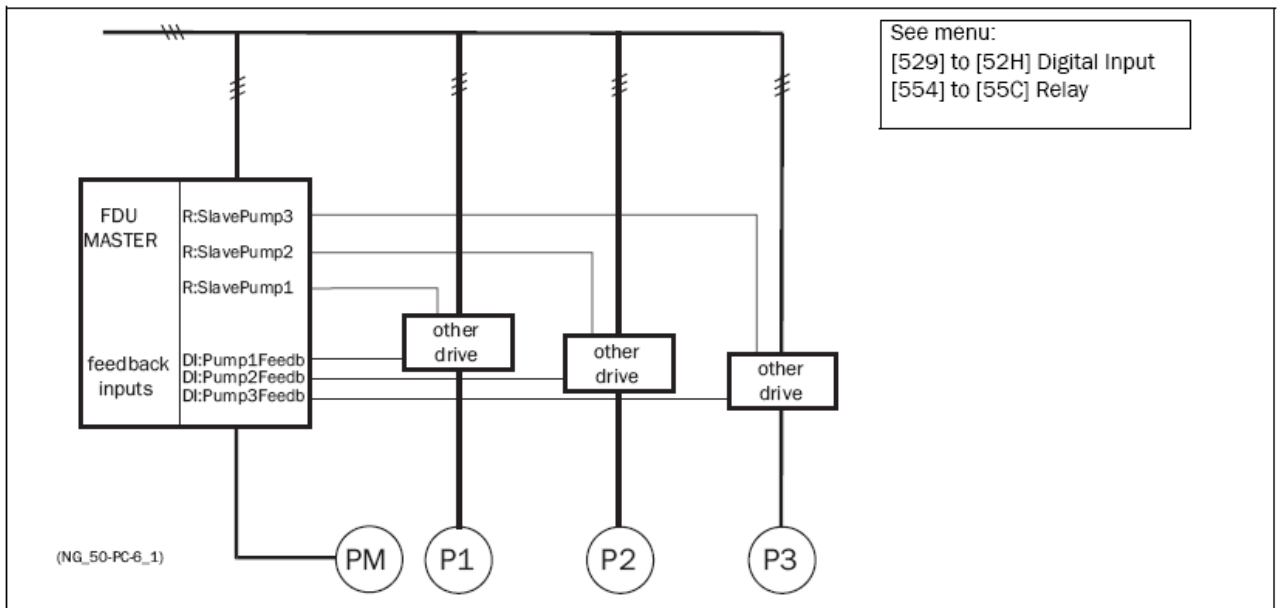 See menu:
[529] to [52H] Digital Input
[554] to [55C] Relay
FDU
MASTER
R:SlavePump3
R:SlavePump2
R:SlavePump1
feedback
inputs
DI:Pump1Feedb
DI:Pump2Feedb
DI:Pump3Feedb
other
drive
other
drive
other
drive
(NG_50-PC-6_1)
PM
P1
P2
P3